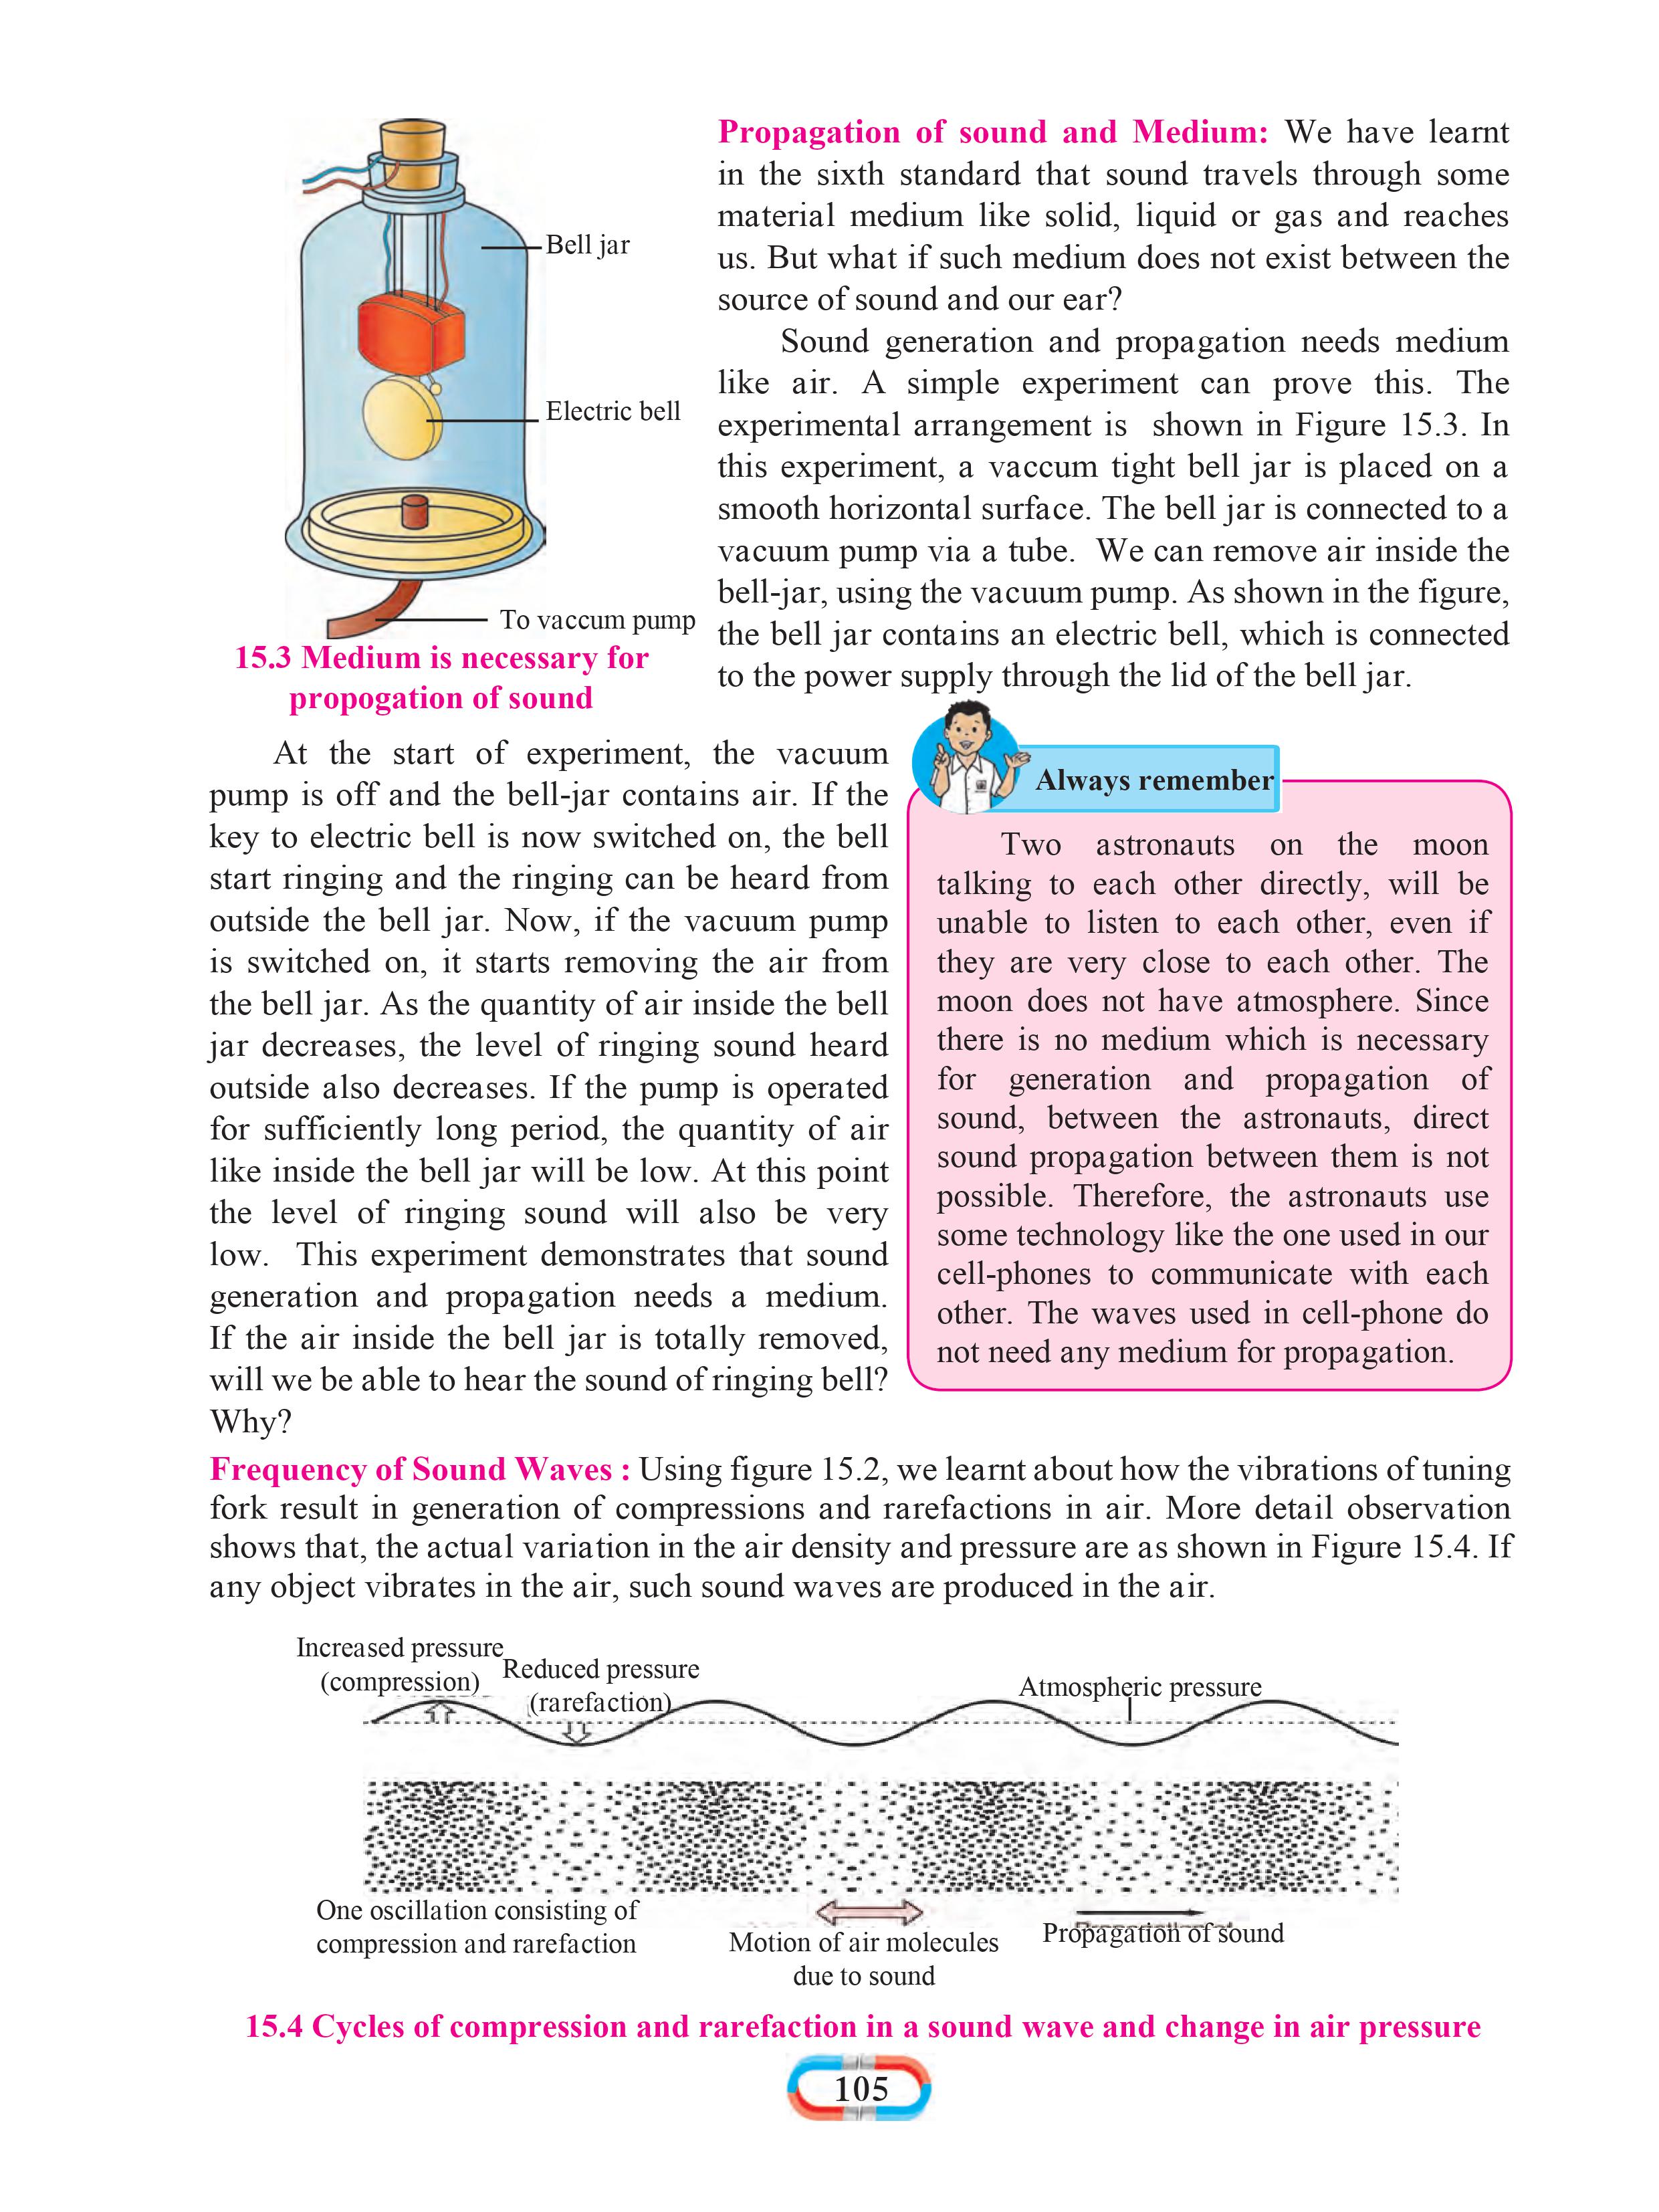 Bell jar
Electric bell
To vaccum pump
15.3 Medium is necessary for
propogation of sound
Propagation of sound and Medium: We have learnt
in the sixth standard that sound travels through some
material medium like solid, liquid or gas and reaches
us. But what if such medium does not exist between the
source of sound and our ear?
Sound generation and propagation needs medium
like air. A simple experiment can prove this. The
experimental arrangement is shown in Figure 15.3. In
this experiment, a vaccum tight bell jar is placed on a
smooth horizontal surface. The bell jar is connected to a
vacuum pump via a tube. We can remove air inside the
bell-jar, using the vacuum pump. As shown in the figure,
the bell jar contains an electric bell, which is connected
to the power supply through the lid of the bell jar.
At the start of experiment, the vacuum
pump is off and the bell-jar contains air. If the
key to electric bell is now switched on, the bell
start ringing and the ringing can be heard from
outside the bell jar. Now, if the vacuum pump
is switched on, it starts removing the air from
the bell jar. As the quantity of air inside the bell
jar decreases, the level of ringing sound heard
outside also decreases. If the pump is operated
for sufficiently long period, the quantity of air
like inside the bell jar will be low. At this point
the level of ringing sound will also be very
low. This experiment demonstrates that sound
generation and propagation needs a medium.
If the air inside the bell jar is totally removed,
will we be able to hear the sound of ringing bell?
Why?
Always remember
Two astronauts on the moon
talking to each other directly, will be
unable to listen to each other, even if
they are very close to each other. The
moon does not have atmosphere. Since
there is no medium which is necessary
for generation and propagation of
sound, between the astronauts, direct
sound propagation between them is not
possible. Therefore, the astronauts use
some technology like the one used in our
cell-phones to communicate with each
other. The waves used in cell-phone do
not need any medium for propagation.
Frequency of Sound Waves : Using figure 15.2, we learnt about how the vibrations of tuning
fork result in generation of compressions and rarefactions in air. More detail observation
shows that, the actual variation in the air density and pressure are as shown in Figure 15.4. If
any object vibrates in the air, such sound waves are produced in the air.
Increased pressure
(compression)
Reduced pressure
(rarefaction)
Atmospheric pressure
One oscillation consisting of
compression and rarefaction
Motion of air molecules
due to sound
Propagation of sound
15.4 Cycles of compression and rarefaction in a sound wave and change in air pressure
105